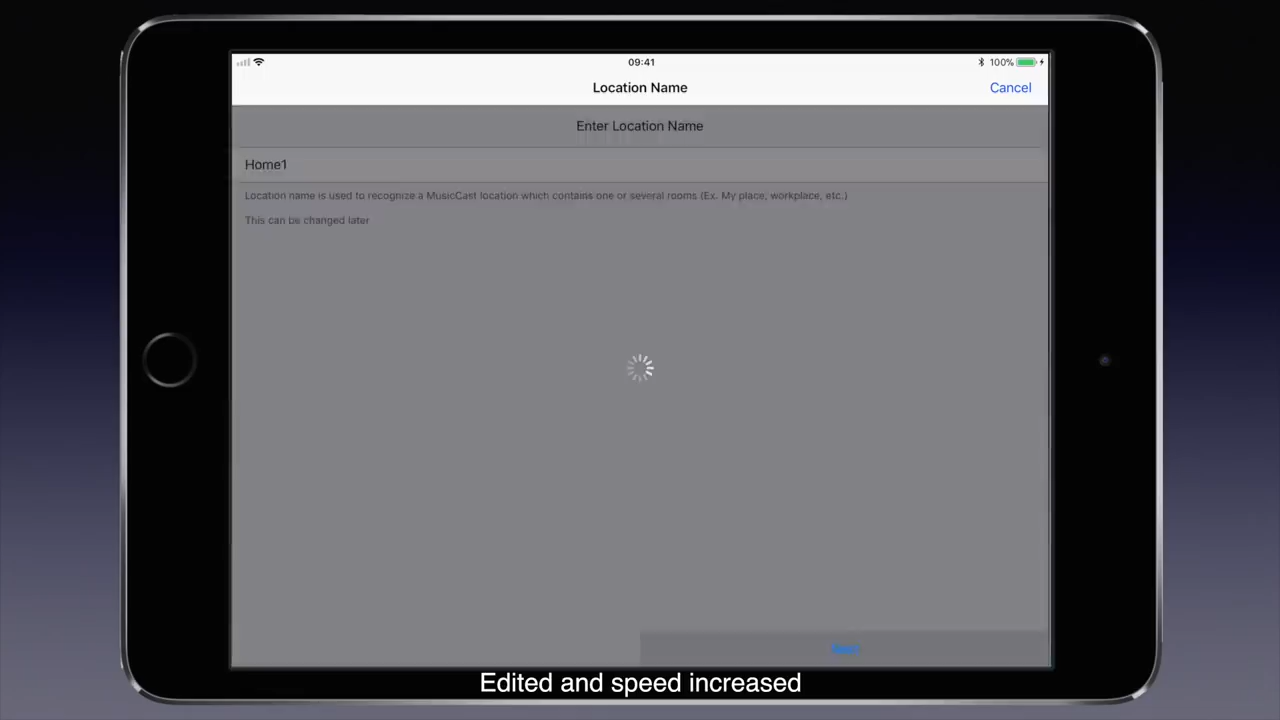 09:41
100%
Location Name
Cancel
Enter Location Name
Home1
Location name is used to recognize a MusicCast location which contains one or several rooms (Ex. My place, workplace, etc.)
This can be changed later
Edited and speed increased